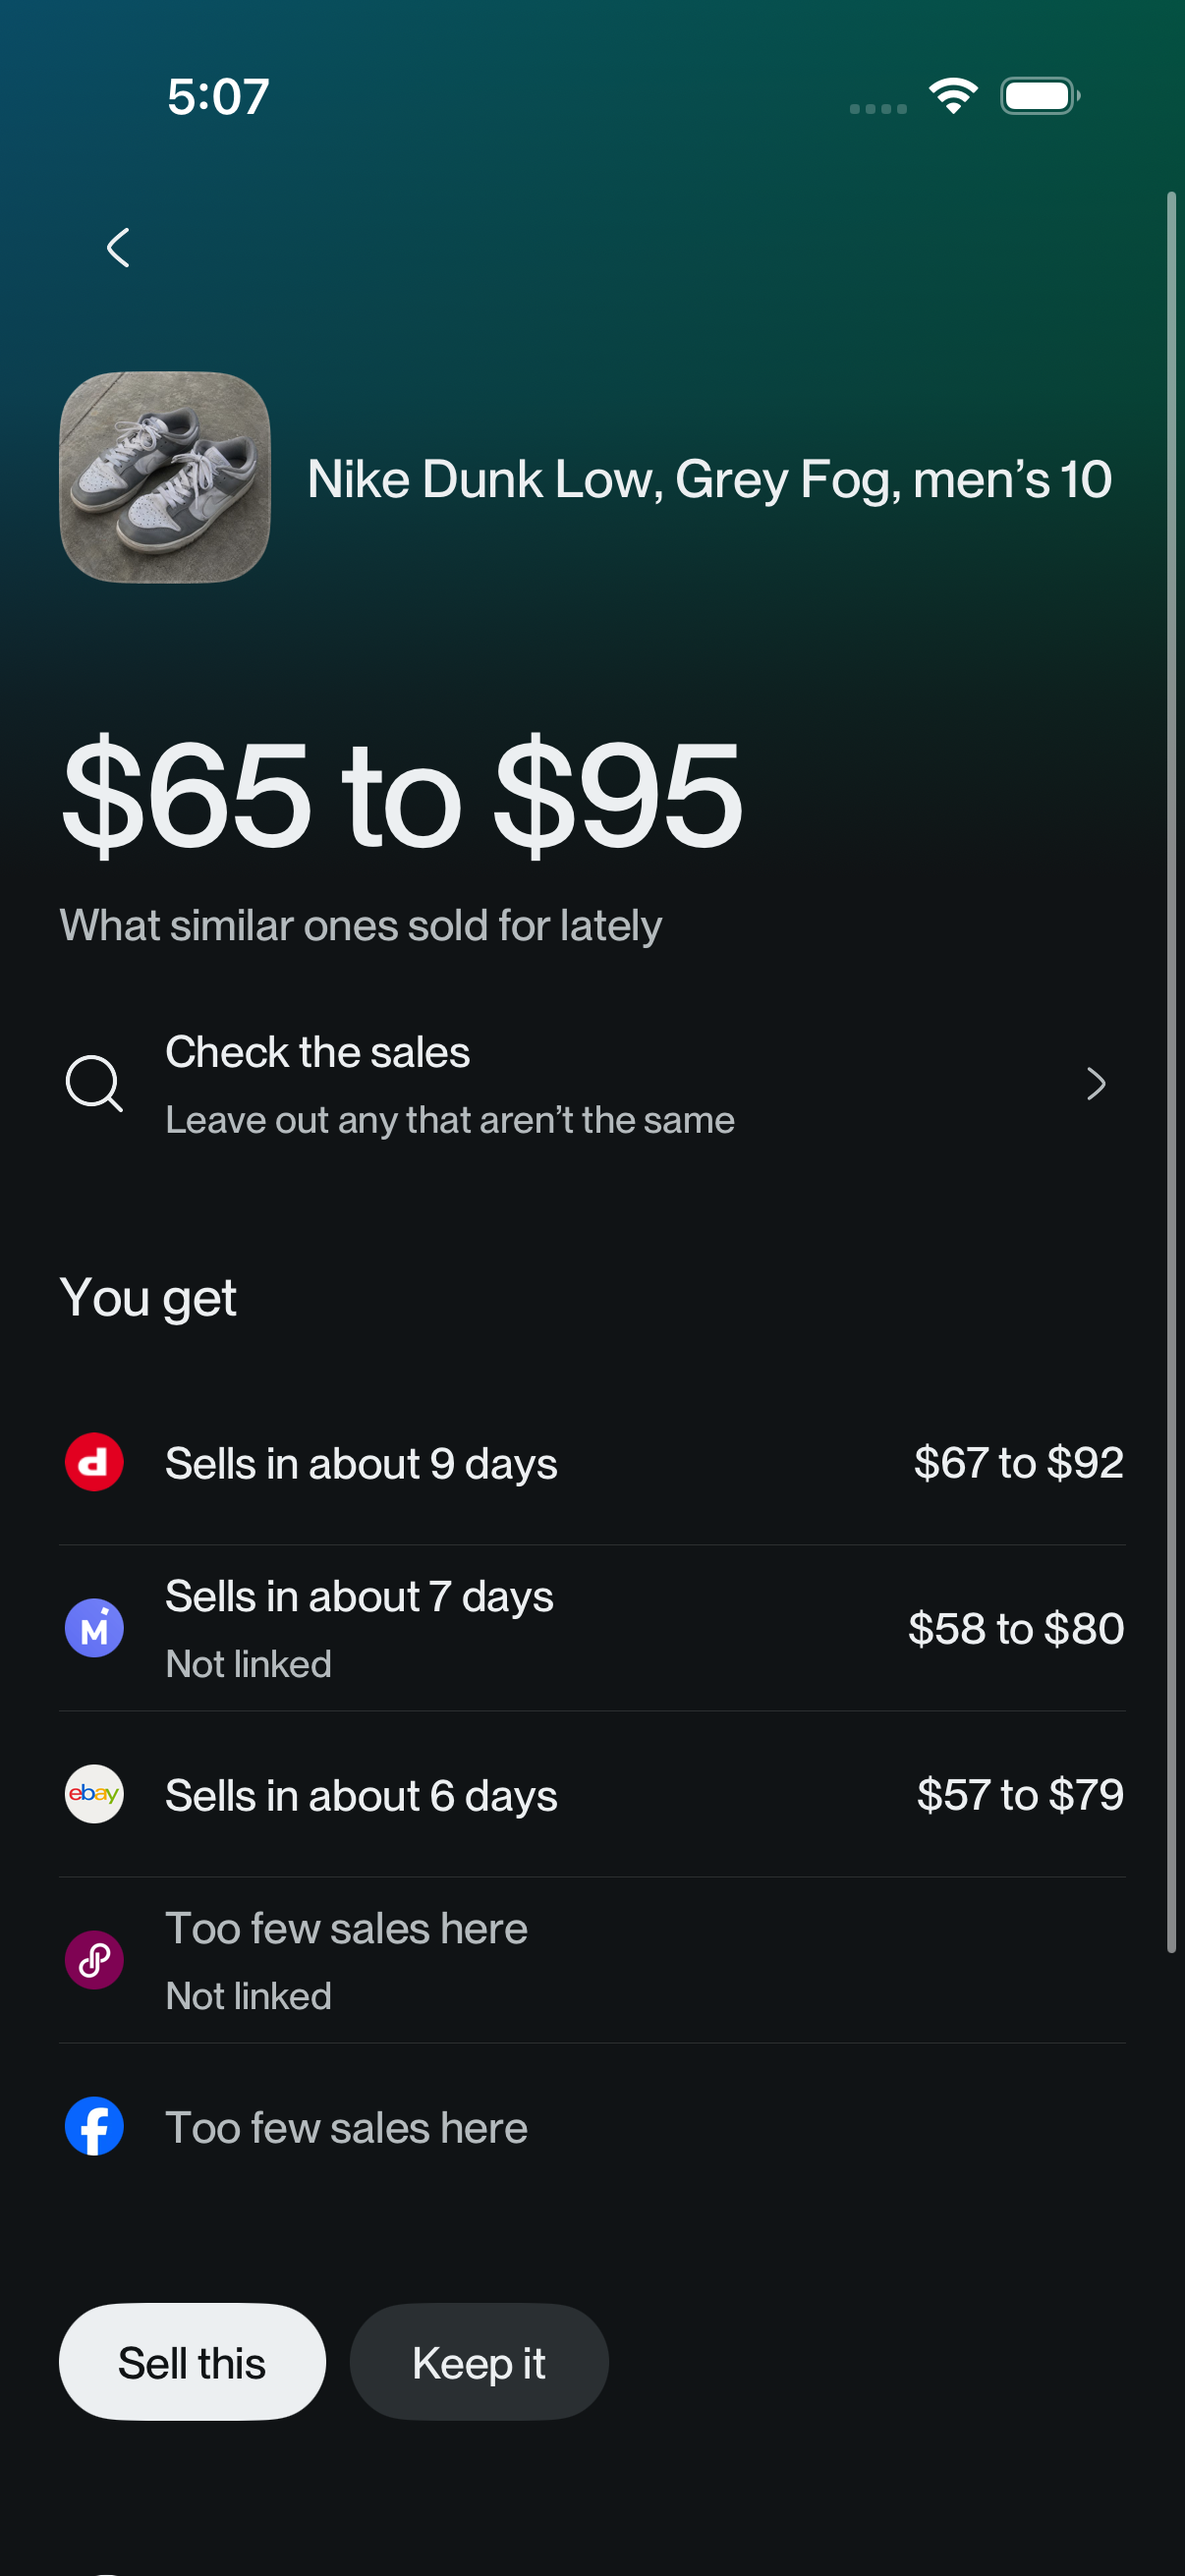 5:07
Nike Dunk Low, Grey Fog, men’s 10
$65 to $95
What similar ones sold for lately
Check the sales
Leave out any that aren’t the same
You get
d
Sells in about 9 days
$67 to $92
M
Sells in about 7 days
$58 to $80
Not linked
ebay
Sells in about 6 days
$57 to $79
Too few sales here
Not linked
f
Too few sales here
Sell this
Keep it